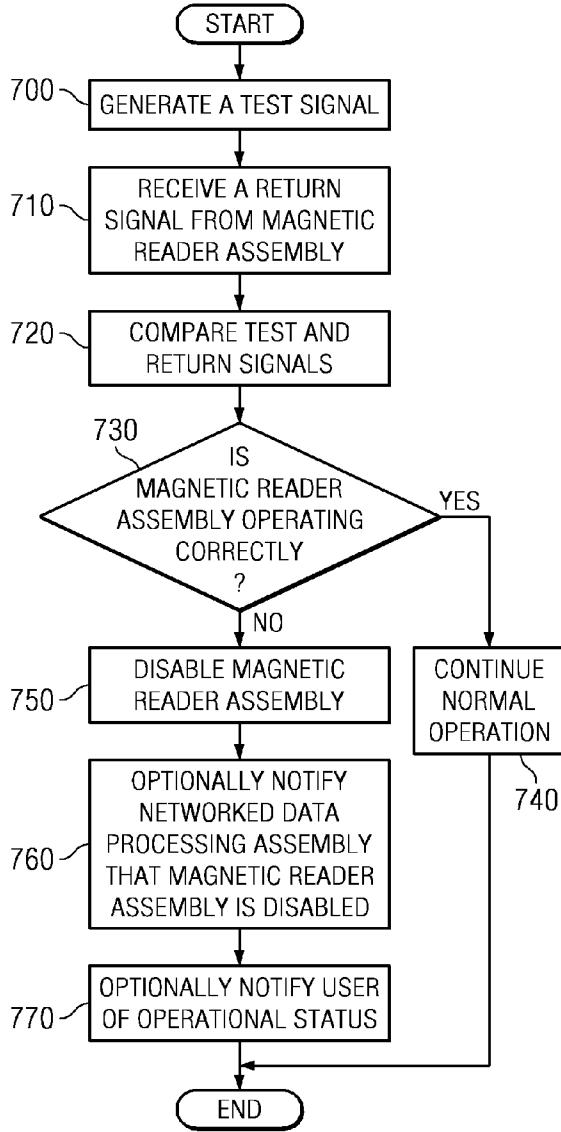 START
700
GENERATE A TEST SIGNAL
710
RECEIVE A RETURN
SIGNAL FROM MAGNETIC
READER ASSEMBLY
720
COMPARE TEST AND
RETURN SIGNALS
730
IS
MAGNETIC READER
ASSEMBLY OPERATING
CORRECTLY
?
YES
NO
750
DISABLE MAGNETIC
READER ASSEMBLY
CONTINUE
NORMAL
OPERATION
740
760
OPTIONALLY NOTIFY
NETWORKED DATA
PROCESSING ASSEMBLY
THAT MAGNETIC READER
ASSEMBLY IS DISABLED
770
OPTIONALLY NOTIFY USER
OF OPERATIONAL STATUS
END